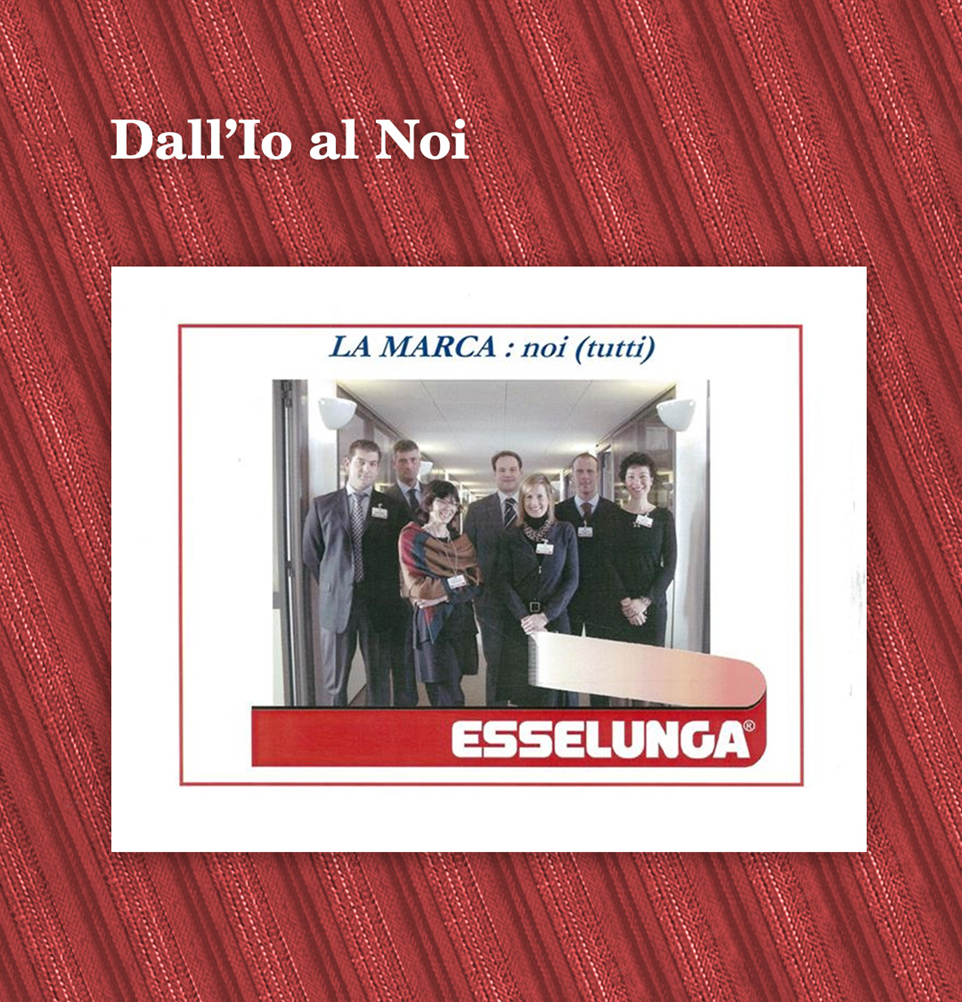 Dall’Io al Noi
LA MARCA : noi (tutti)
ESSELUNGA®